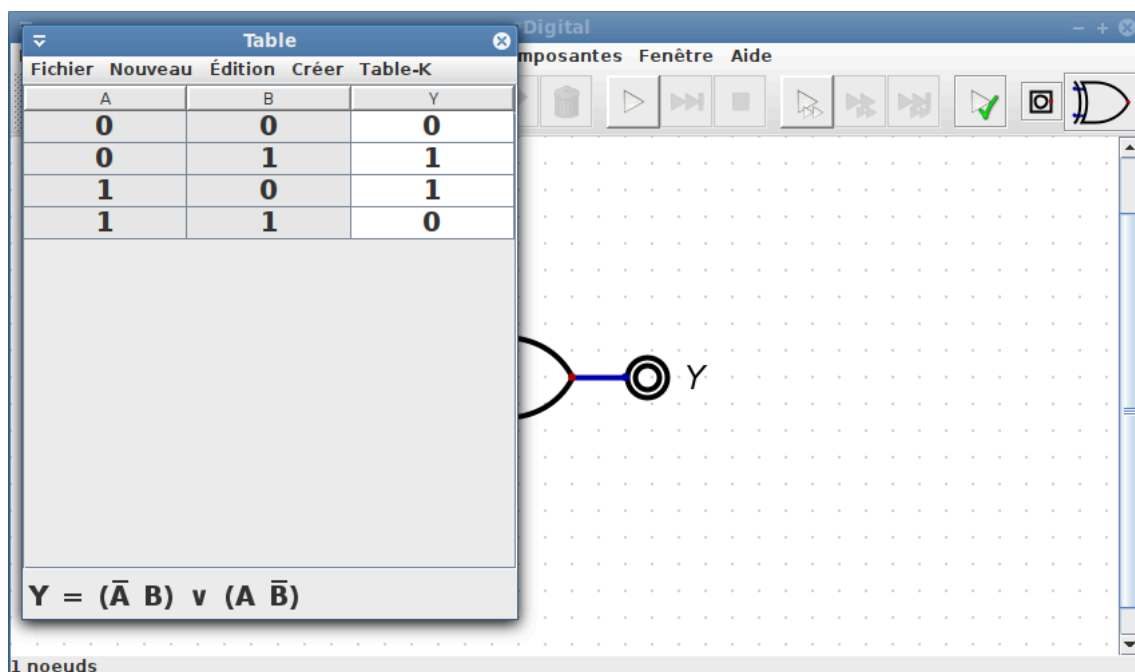 *Digital
Table
mposantes Fenêtre Aide
Fichier Nouveau Édition Créer Table-K
A B Y
0 0 0
0 1 1
1 0 1
1 1 0
Y
Y = (A̅ B) ∨ (A B̅)
1 noeuds